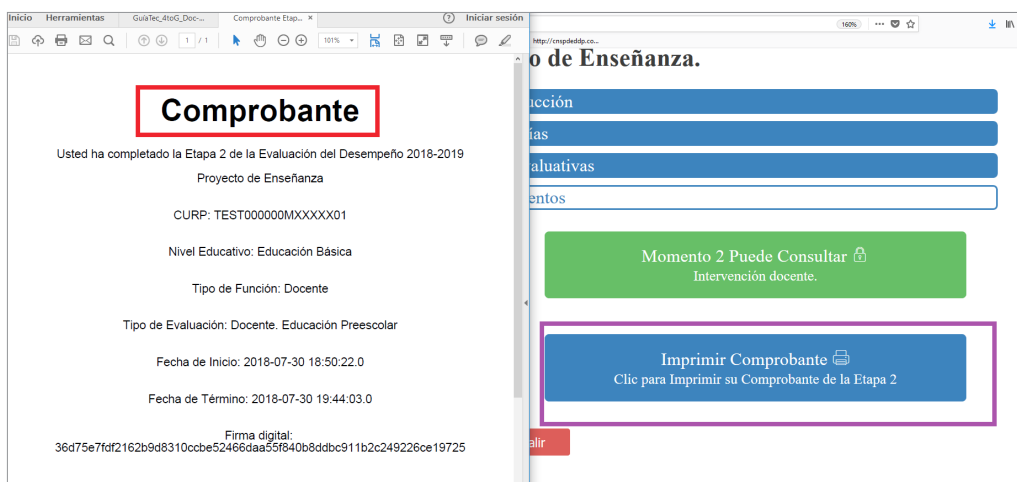 Inicio Herramientas GuíaTec_4toG_Doc-... Comprobante Etap... × ? Iniciar sesión
1 / 1 101%
Comprobante
Usted ha completado la Etapa 2 de la Evaluación del Desempeño 2018-2019
Proyecto de Enseñanza
CURP: TEST000000MXXXXX01
Nivel Educativo: Educación Básica
Tipo de Función: Docente
Tipo de Evaluación: Docente. Educación Preescolar
Fecha de Inicio: 2018-07-30 18:50:22.0
Fecha de Término: 2018-07-30 19:44:03.0
Firma digital:
36d75e7fdf2162b9d8310ccbe52466daa55f840b8ddbc911b2c249226ce19725
160%
http://cnspdeddp.co...
o de Enseñanza.
ucción
ías
aluativas
entos
Momento 2 Puede Consultar
Intervención docente.
Imprimir Comprobante
Clic para Imprimir su Comprobante de la Etapa 2
alir